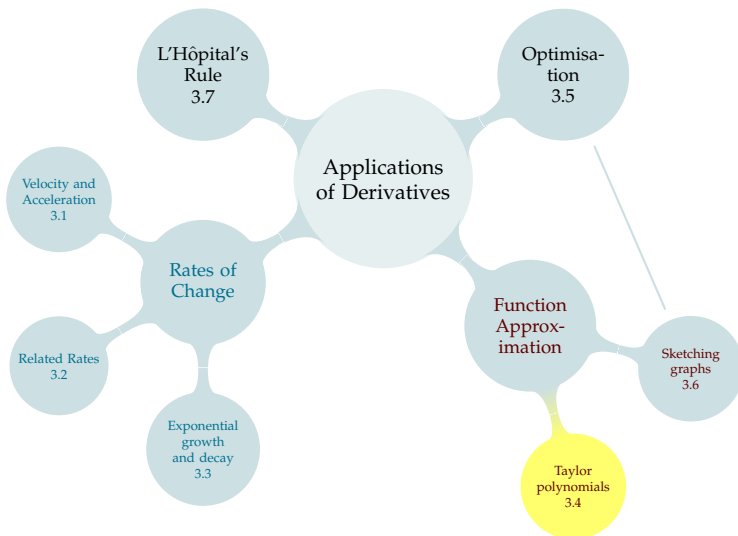 L'Hôpital's
Rule
3.7
Optimisa-
tion
3.5
Applications
of Derivatives
Velocity and
Acceleration
3.1
Rates of
Change
Related Rates
3.2
Exponential
growth
and decay
3.3
Function
Approx-
imation
Sketching
graphs
3.6
Taylor
polynomials
3.4